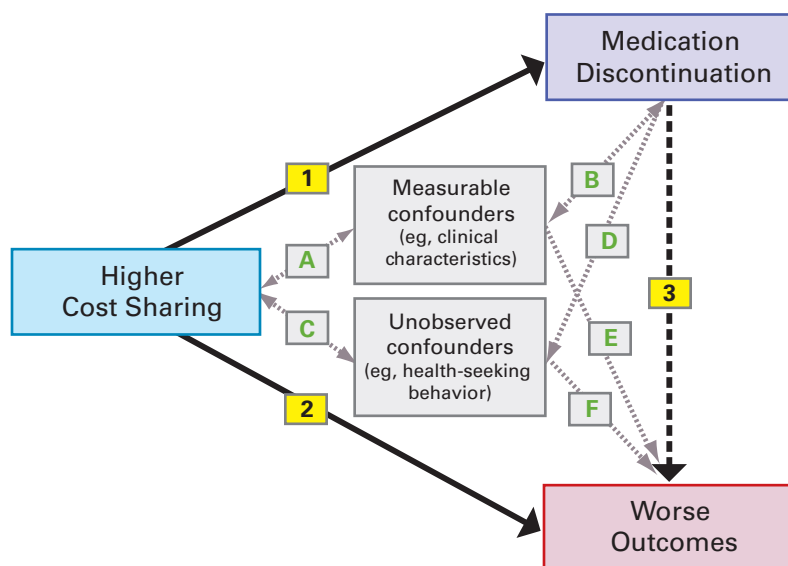 Medication
Discontinuation
1
B
Measurable
confounders
(eg, clinical
characteristics)
D
A
Higher
Cost Sharing
3
C
Unobserved
confounders
(eg, health-seeking
behavior)
E
2
F
Worse
Outcomes